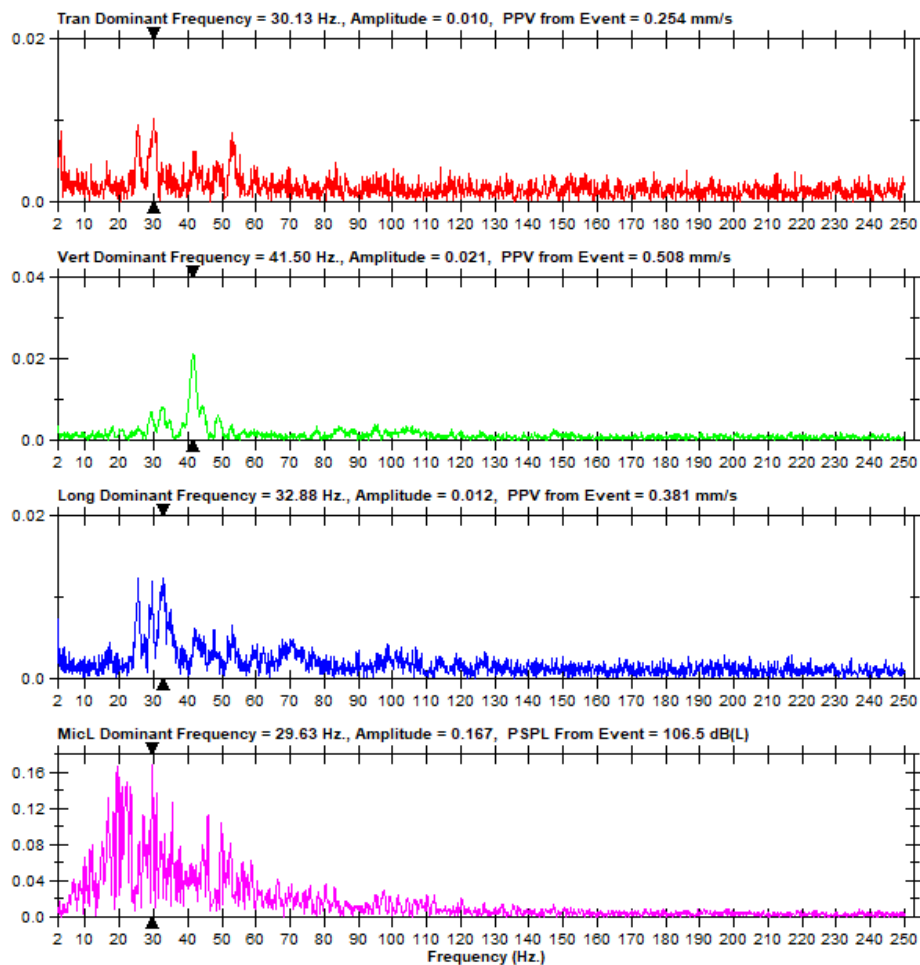 Tran Dominant Frequency = 30.13 Hz., Amplitude = 0.010, PPV from Event = 0.254 mm/s
0.02
0.0
2 10 20 30 40 50 60 70 80 90 100 110 120 130 140 150 160 170 180 190 200 210 220 230 240 250
Vert Dominant Frequency = 41.50 Hz., Amplitude = 0.021, PPV from Event = 0.508 mm/s
0.04
0.02
0.0
2 10 20 30 40 50 60 70 80 90 100 110 120 130 140 150 160 170 180 190 200 210 220 230 240 250
Long Dominant Frequency = 32.88 Hz., Amplitude = 0.012, PPV from Event = 0.381 mm/s
0.02
0.0
2 10 20 30 40 50 60 70 80 90 100 110 120 130 140 150 160 170 180 190 200 210 220 230 240 250
MicL Dominant Frequency = 29.63 Hz., Amplitude = 0.167, PSPL From Event = 106.5 dB(L)
0.16
0.12
0.08
0.04
0.0
2 10 20 30 40 50 60 70 80 90 100 110 120 130 140 150 160 170 180 190 200 210 220 230 240 250
Frequency (Hz.)